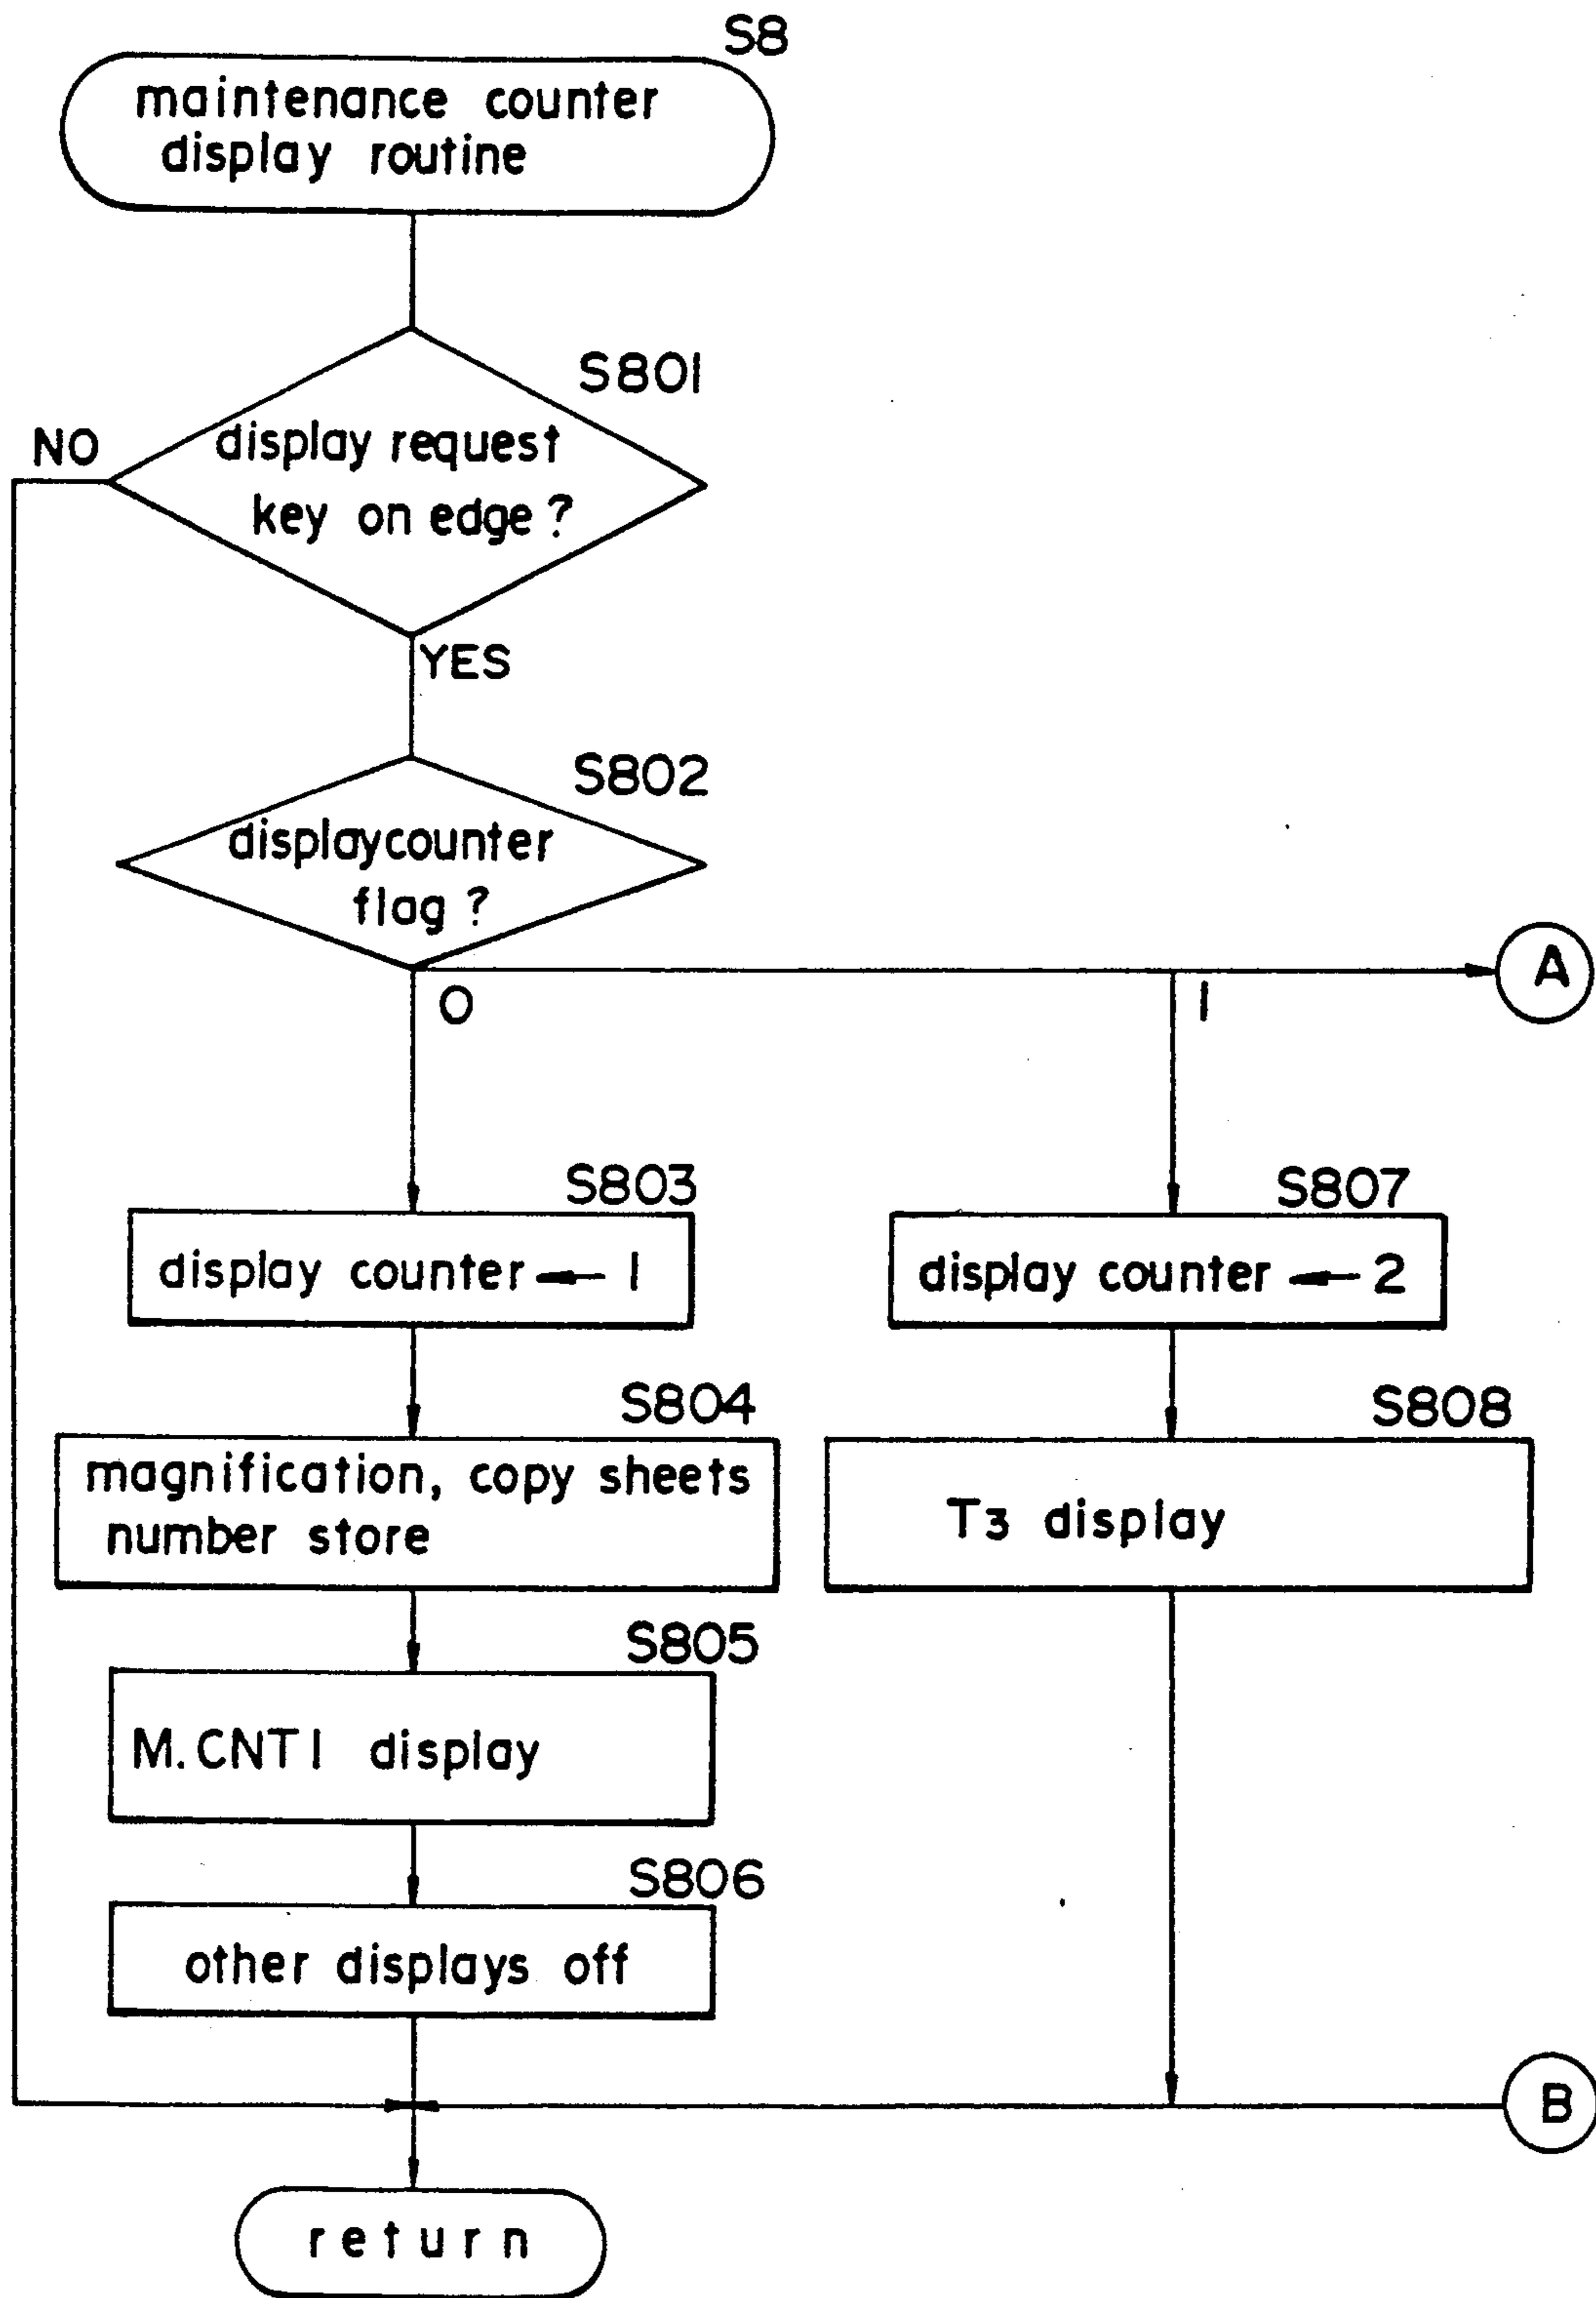 S8
maintenance counter
display routine
S801
NO
display request
key on edge ?
YES
S802
displaycounter
flag ?
A
0
1
S803
S807
display counter ← 1
display counter ← 2
S804
S808
magnification, copy sheets
number store
T3 display
S805
M.CNT1 display
S806
other displays off
B
return